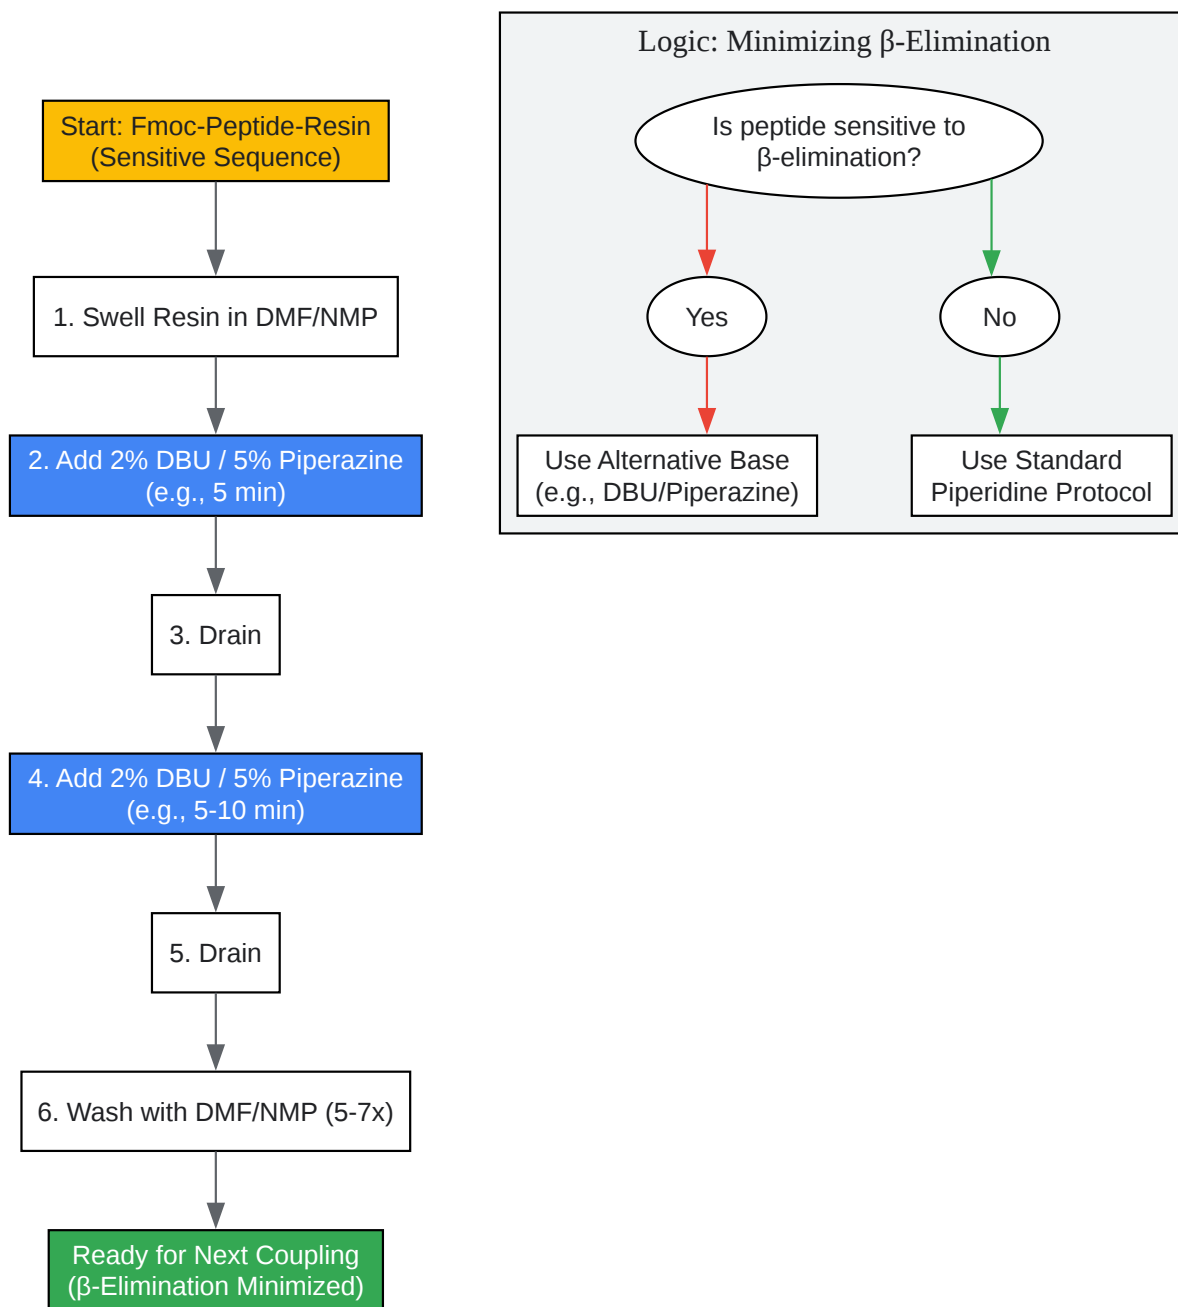 Start: Fmoc-Peptide-Resin
(Sensitive Sequence)
1. Swell Resin in DMF/NMP
2. Add 2% DBU / 5% Piperazine
(e.g., 5 min)
3. Drain
4. Add 2% DBU / 5% Piperazine
(e.g., 5-10 min)
5. Drain
6. Wash with DMF/NMP (5-7x)
Ready for Next Coupling
(β-Elimination Minimized)
Logic: Minimizing β-Elimination
Is peptide sensitive to
β-elimination?
Yes
No
Use Alternative Base
(e.g., DBU/Piperazine)
Use Standard
Piperidine Protocol